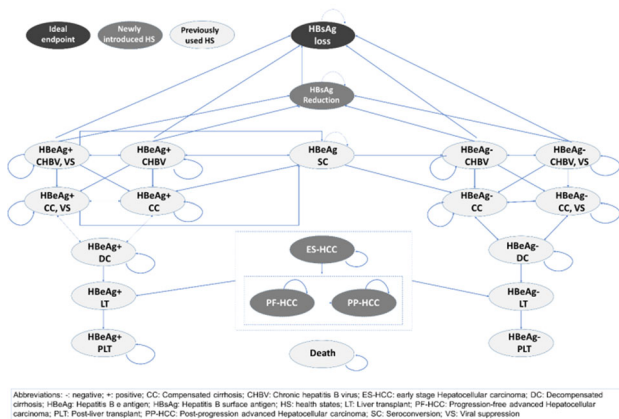 Ideal
endpoint
Newly
introduced HS
Previously
used HS
HBsAg
loss
HBsAg
Reduction
HBeAg+
CHBV, VS
HBeAg+
CHBV
HBeAg
SC
HBeAg-
CHBV
HBeAg-
CHBV, VS
HBeAg+
CC, VS
HBeAg+
CC
HBeAg-
CC
HBeAg-
CC, VS
HBeAg+
DC
ES-HCC
HBeAg-
DC
HBeAg+
LT
PF-HCC
PP-HCC
HBeAg-
LT
HBeAg+
PLT
Death
HBeAg-
PLT
Abbreviations: -: negative; +: positive; CC: Compensated cirrhosis; CHBV: Chronic hepatitis B virus; ES-HCC: early stage Hepatocellular carcinoma; DC: Decompensated
cirrhosis; HBeAg: Hepatitis B e antigen; HBsAg: Hepatitis B surface antigen; HS: health states; LT: Liver transplant; PF-HCC: Progression-free advanced Hepatocellular
carcinoma; PLT: Post-liver transplant; PP-HCC: Post-progression advanced Hepatocellular carcinoma; SC: Seroconversion; VS: Viral suppression